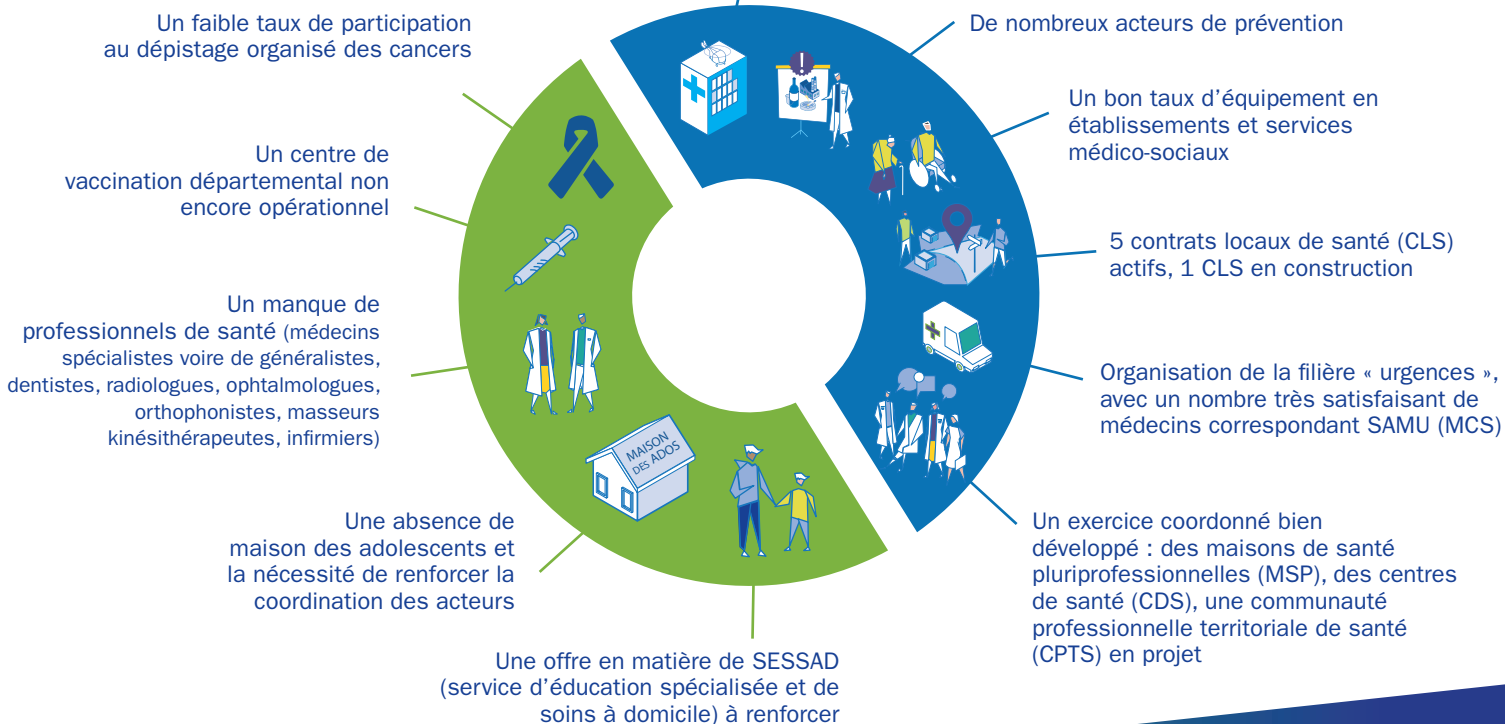 Un faible taux de participation
au dépistage organisé des cancers
Un centre de
vaccination départemental non
encore opérationnel
Un manque de
professionnels de santé (médecins
spécialistes voire de généralistes,
dentistes, radiologues, ophtalmologues,
orthophonistes, masseurs
kinésithérapeutes, infirmiers)
Une absence de
maison des adolescents et
la nécessité de renforcer la
coordination des acteurs
Une offre en matière de SESSAD
(service d'éducation spécialisée et de
soins à domicile) à renforcer
MAISON
DES ADOS
De nombreux acteurs de prévention
Un bon taux d'équipement en
établissements et services
médico-sociaux
5 contrats locaux de santé (CLS)
actifs, 1 CLS en construction
Organisation de la filière « urgences »,
avec un nombre très satisfaisant de
médecins correspondant SAMU (MCS)
Un exercice coordonné bien
développé : des maisons de santé
pluriprofessionnelles (MSP), des centres
de santé (CDS), une communauté
professionnelle territoriale de santé
(CPTS) en projet